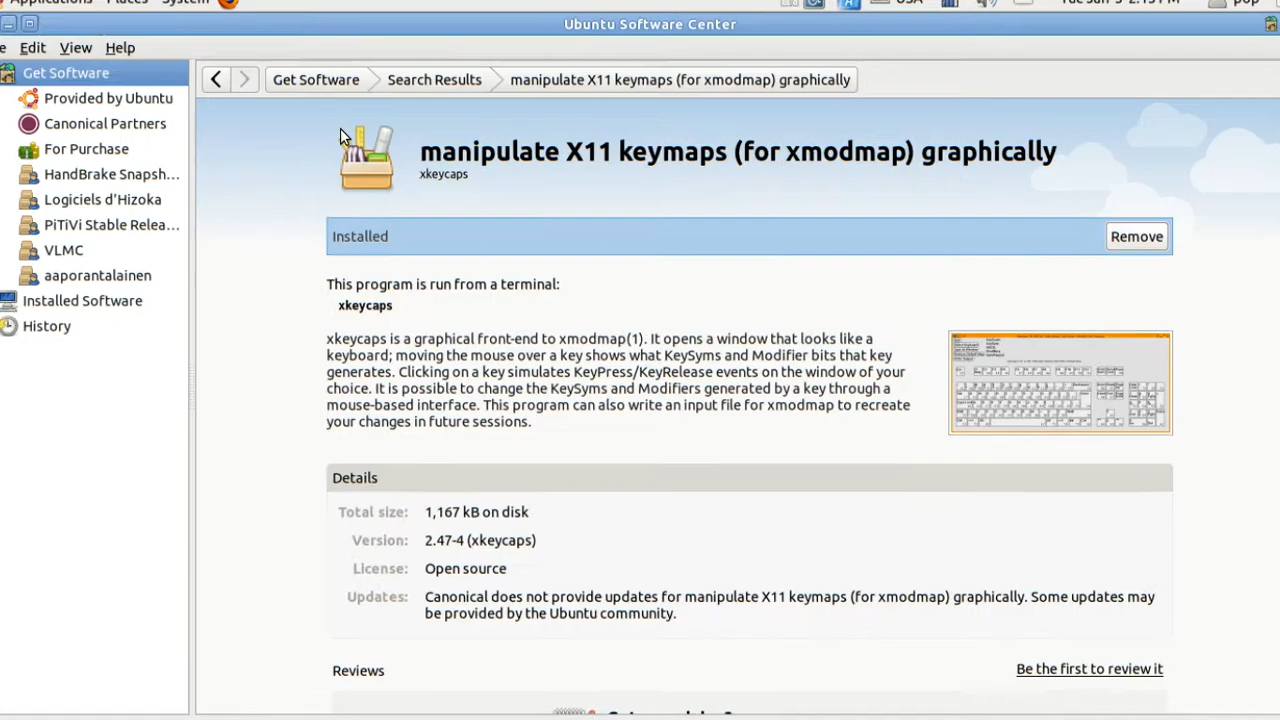 Applications Places System USA Tue Jun pop
Ubuntu Software Center
Edit View Help
Get Software
Provided by Ubuntu
Canonical Partners
For Purchase
HandBrake Snapsh...
Logiciels d'Hizoka
PiTiVi Stable Relea...
VLMC
aaporantalainen
Installed Software
History
Get Software Search Results manipulate X11 keymaps (for xmodmap) graphically
manipulate X11 keymaps (for xmodmap) graphically
xkeycaps
Installed Remove
This program is run from a terminal:
xkeycaps
xkeycaps is a graphical front-end to xmodmap(1). It opens a window that looks like a
keyboard; moving the mouse over a key shows what KeySyms and Modifier bits that key
generates. Clicking on a key simulates KeyPress/KeyRelease events on the window of your
choice. It is possible to change the KeySyms and Modifiers generated by a key through a
mouse-based interface. This program can also write an input file for xmodmap to recreate
your changes in future sessions.
Details
Total size: 1,167 kB on disk
Version: 2.47-4 (xkeycaps)
License: Open source
Updates: Canonical does not provide updates for manipulate X11 keymaps (for xmodmap) graphically. Some updates may
be provided by the Ubuntu community.
Reviews Be the first to review it